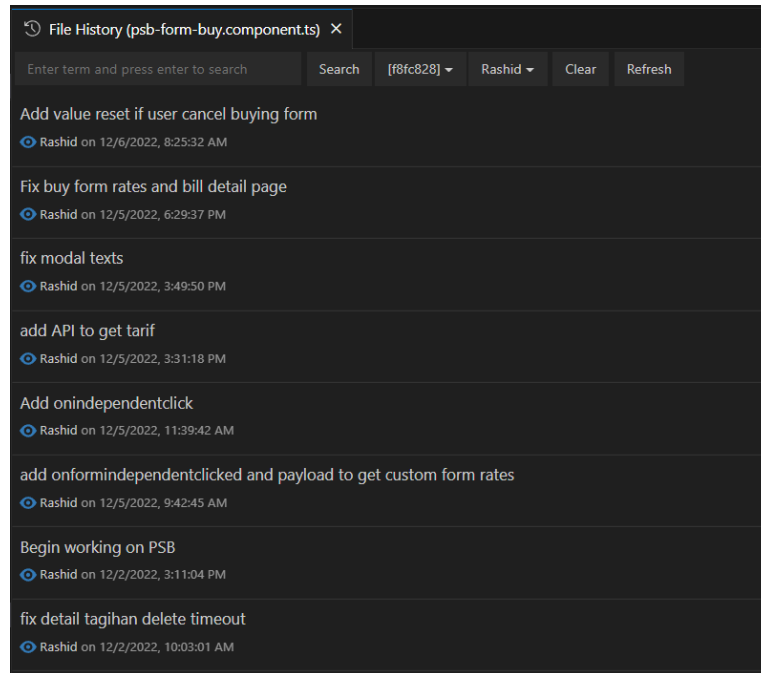 File History (psb-form-buy.component.ts)
Enter term and press enter to search Search [f8fc828] Rashid Clear Refresh
Add value reset if user cancel buying form
Rashid on 12/6/2022, 8:25:32 AM
Fix buy form rates and bill detail page
Rashid on 12/5/2022, 6:29:37 PM
fix modal texts
Rashid on 12/5/2022, 3:49:50 PM
add API to get tarif
Rashid on 12/5/2022, 3:31:18 PM
Add onindependentclick
Rashid on 12/5/2022, 11:39:42 AM
add onformindependentclicked and payload to get custom form rates
Rashid on 12/5/2022, 9:42:45 AM
Begin working on PSB
Rashid on 12/2/2022, 3:11:04 PM
fix detail tagihan delete timeout
Rashid on 12/2/2022, 10:03:01 AM